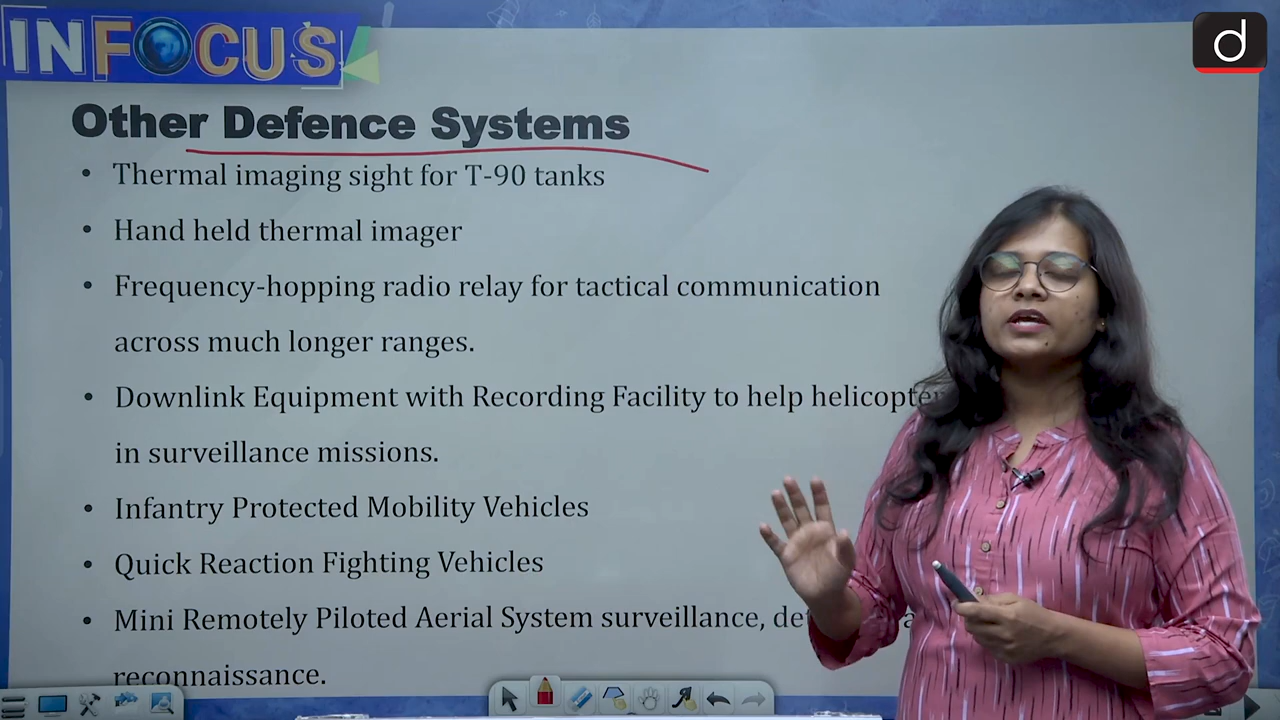 INFOCUS
d
Other Defence Systems
• Thermal imaging sight for T-90 tanks
• Hand held thermal imager
• Frequency-hopping radio relay for tactical communication
across much longer ranges.
• Downlink Equipment with Recording Facility to help
in surveillance missions.
• Infantry Protected Mobility Vehicles
• Quick Reaction Fighting Vehicles
• Mini Remotely Piloted Aerial System surveillance,
reconnaissance.